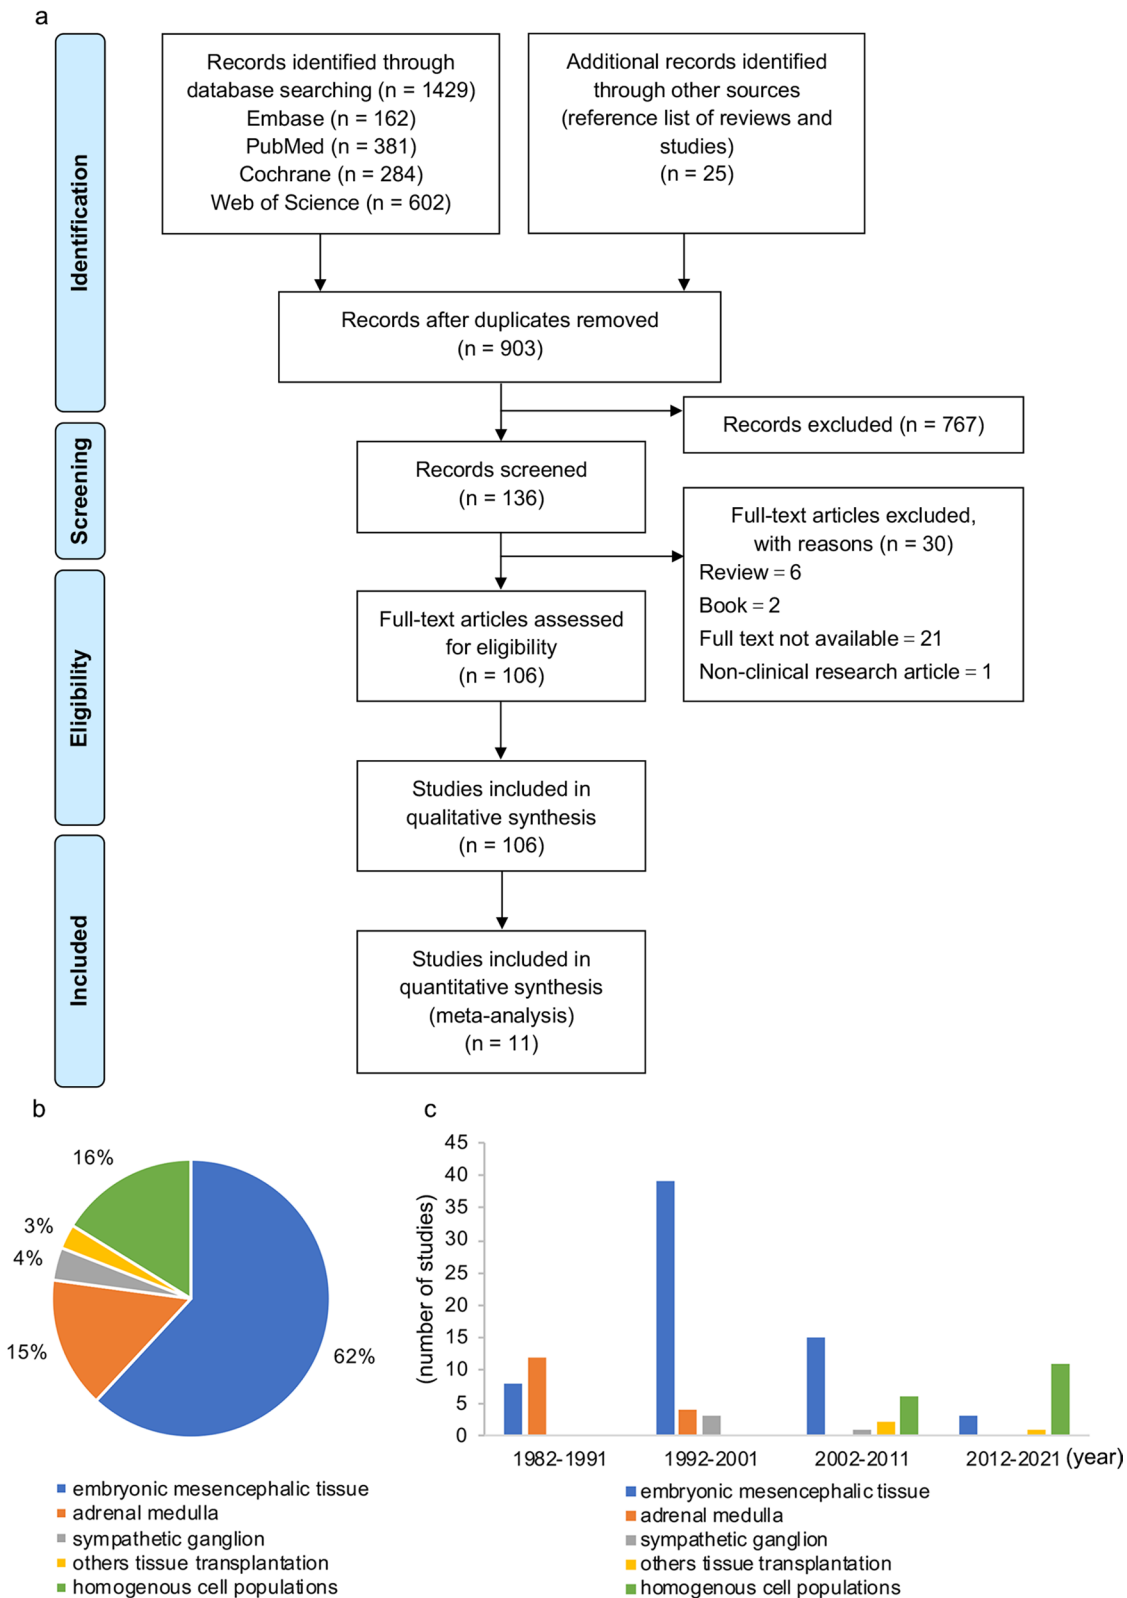 a
Identification
Records identified through
database searching (n = 1429)
Embase (n = 162)
PubMed (n = 381)
Cochrane (n = 284)
Web of Science (n = 602)
Additional records identified
through other sources
(reference list of reviews and
studies)
(n = 25)
Records after duplicates removed
(n = 903)
Records excluded (n = 767)
Screening
Records screened
(n = 136)
Full-text articles excluded,
with reasons (n = 30)
Review = 6
Book = 2
Full text not available = 21
Non-clinical research article = 1
Eligibility
Full-text articles assessed
for eligibility
(n = 106)
Studies included in
qualitative synthesis
(n = 106)
Included
Studies included in
quantitative synthesis
(meta-analysis)
(n = 11)
b
16%
3%
4%
15%
62%
embryonic mesencephalic tissue
adrenal medulla
sympathetic ganglion
others tissue transplantation
homogenous cell populations
c
(number of studies)
45
40
35
30
25
20
15
10
5
0
1982-1991
1992-2001
2002-2011
2012-2021 (year)
embryonic mesencephalic tissue
adrenal medulla
sympathetic ganglion
others tissue transplantation
homogenous cell populations